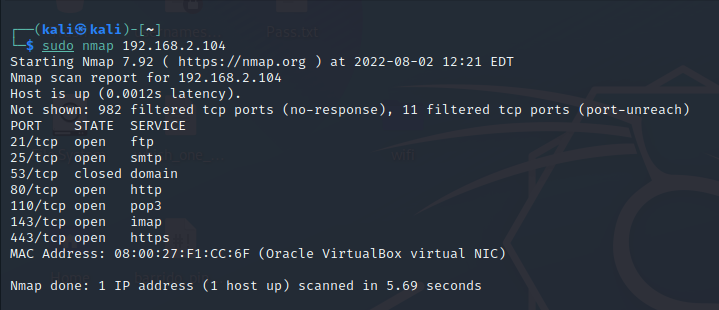 ┌──(kali㉿kali)-[~]
└─$ sudo nmap 192.168.2.104
Starting Nmap 7.92 ( https://nmap.org ) at 2022-08-02 12:21 EDT
Nmap scan report for 192.168.2.104
Host is up (0.0012s latency).
Not shown: 982 filtered tcp ports (no-response), 11 filtered tcp ports (port-unreach)
PORT    STATE  SERVICE
21/tcp  open   ftp
25/tcp  open   smtp
53/tcp  closed domain
80/tcp  open   http
110/tcp open   pop3
143/tcp open   imap
443/tcp open   https
MAC Address: 08:00:27:F1:CC:6F (Oracle VirtualBox virtual NIC)
Nmap done: 1 IP address (1 host up) scanned in 5.69 seconds